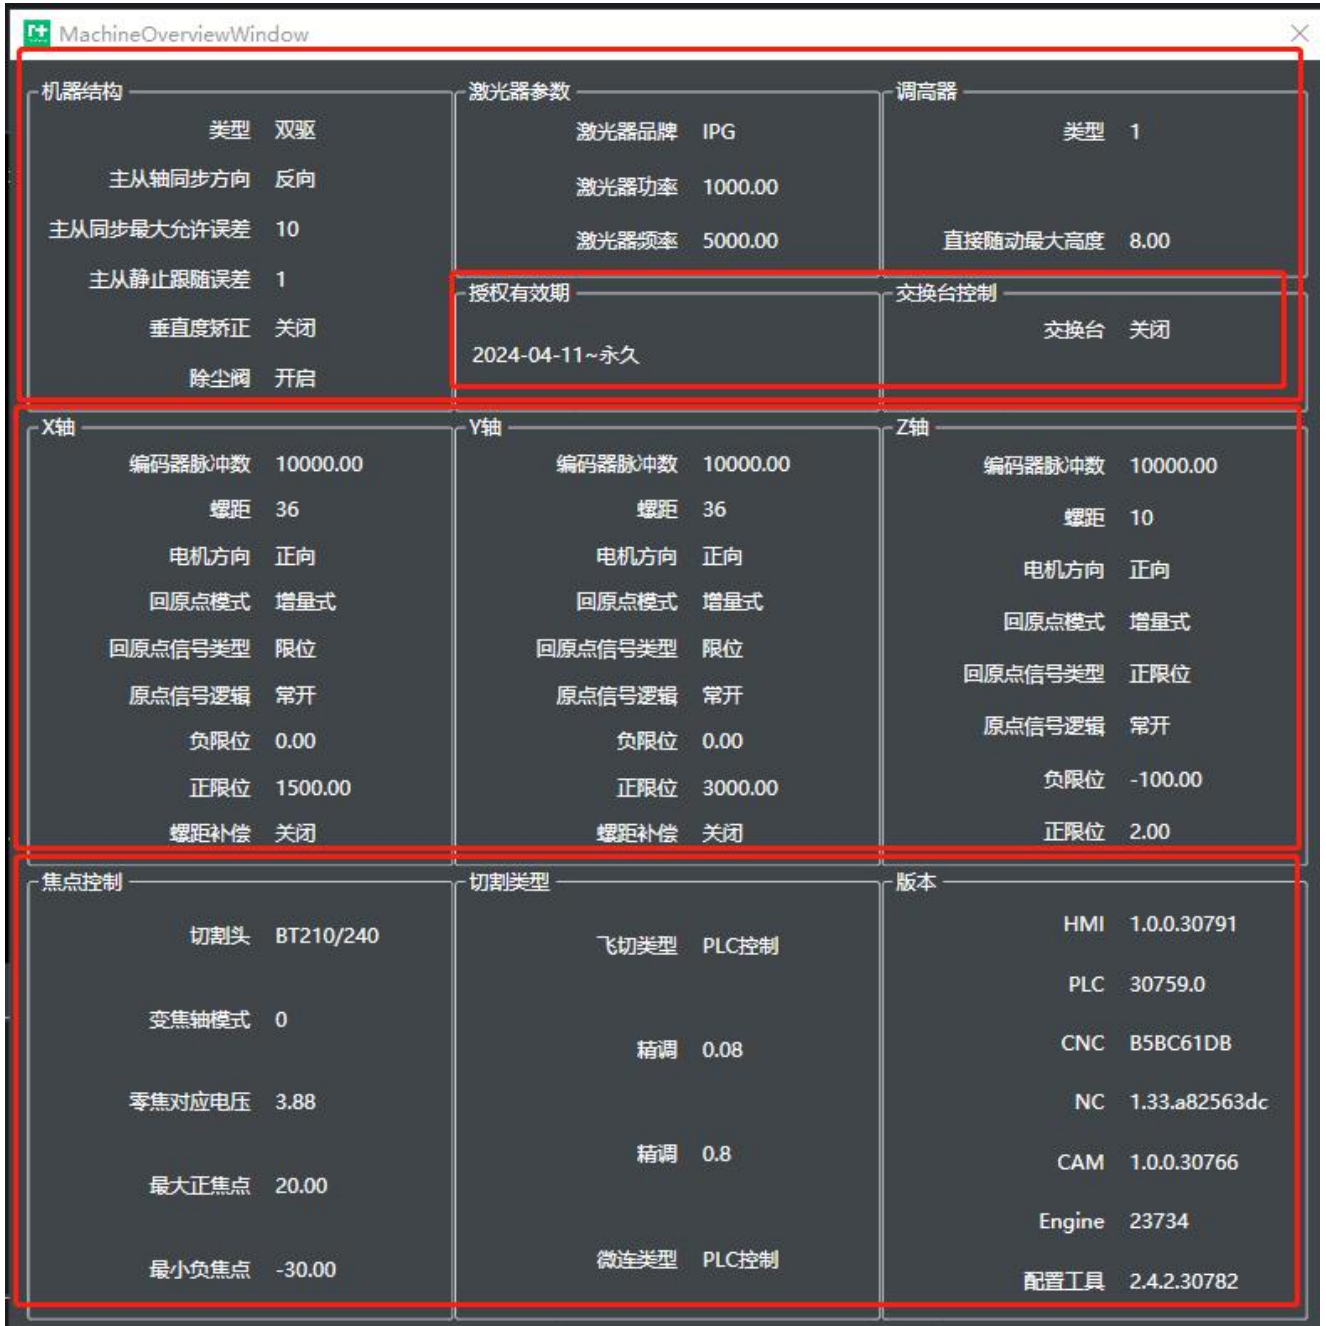 MachineOverviewWindow
机器结构
类型 双驱
主从轴同步方向 反向
主从同步最大允许误差 10
主从静止跟随误差 1
垂直度矫正 关闭
除尘阀 开启
激光器参数
激光器品牌 IPG
激光器功率 1000.00
激光器频率 5000.00
调高器
类型 1
直接随动最大高度 8.00
授权有效期
2024-04-11~永久
交换台控制
交换台 关闭
X轴
编码器脉冲数 10000.00
螺距 36
电机方向 正向
回原点模式 增量式
回原点信号类型 限位
原点信号逻辑 常开
负限位 0.00
正限位 1500.00
螺距补偿 关闭
Y轴
编码器脉冲数 10000.00
螺距 36
电机方向 正向
回原点模式 增量式
回原点信号类型 限位
原点信号逻辑 常开
负限位 0.00
正限位 3000.00
螺距补偿 关闭
Z轴
编码器脉冲数 10000.00
螺距 10
电机方向 正向
回原点模式 增量式
回原点信号类型 正限位
原点信号逻辑 常开
负限位 -100.00
正限位 2.00
焦点控制
切割头 BT210/240
变焦轴模式 0
零焦对应电压 3.88
最大正焦点 20.00
最小负焦点 -30.00
切割类型
飞切类型 PLC控制
精调 0.08
精调 0.8
微连类型 PLC控制
版本
HMI 1.0.0.30791
PLC 30759.0
CNC B5BC61DB
NC 1.33.a82563dc
CAM 1.0.0.30766
Engine 23734
配置工具 2.4.2.30782